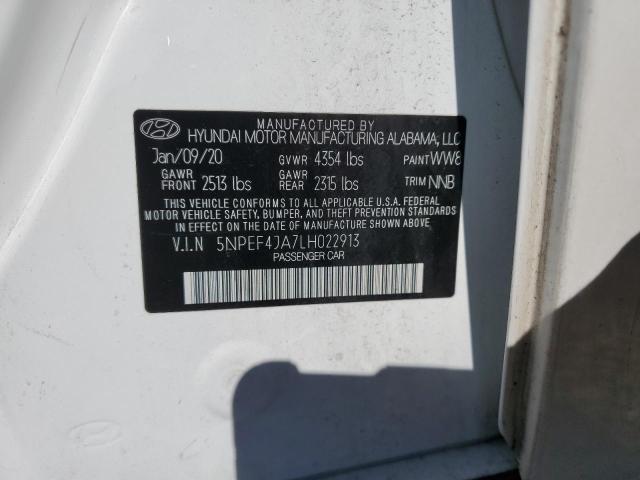 MANUFACTURED BY
HYUNDAI MOTOR MANUFACTURING ALABAMA, LLC
Jan/09/20 GVWR 4354 lbs PAINT WW8
GAWR FRONT 2513 lbs GAWR REAR 2315 lbs TRIM NNB
THIS VEHICLE CONFORMS TO ALL APPLICABLE U.S.A. FEDERAL
MOTOR VEHICLE SAFETY, BUMPER, AND THEFT PREVENTION STANDARDS
IN EFFECT ON THE DATE OF MANUFACTURE SHOWN ABOVE.
V.I.N 5NPEF4JA7LH022913
PASSENGER CAR